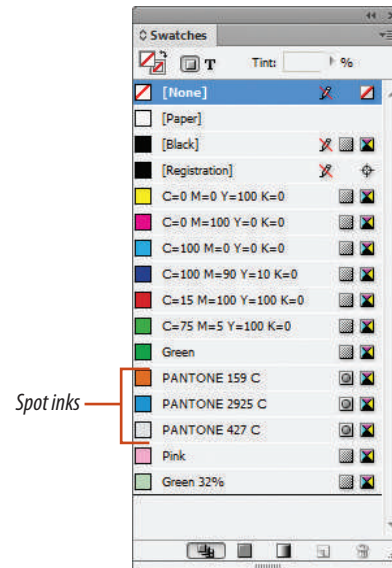 Swatches
T Tint: %
[None]
[Paper]
[Black]
[Registration]
C=0 M=0 Y=100 K=0
C=0 M=100 Y=0 K=0
C=100 M=0 Y=0 K=0
C=100 M=90 Y=10 K=0
C=15 M=100 Y=100 K=0
C=75 M=5 Y=100 K=0
Green
PANTONE 159 C
Spot inks
PANTONE 2925 C
PANTONE 427 C
Pink
Green 32%